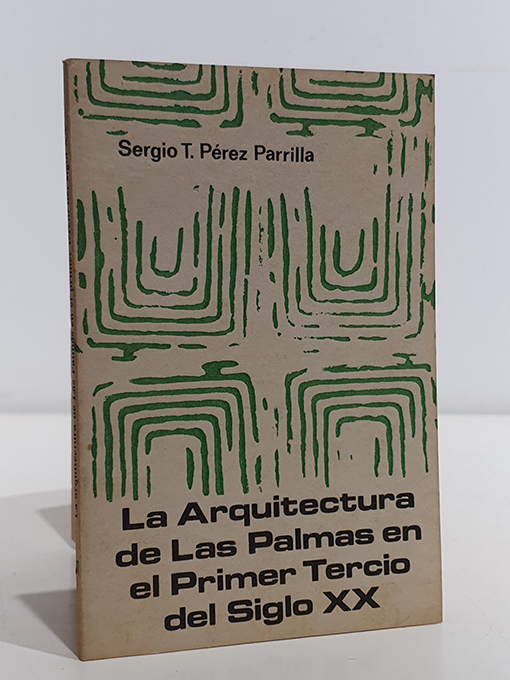 Sergio T. Pérez Parrilla
La Arquitectura
de Las Palmas en
el Primer Tercio
del Siglo XX